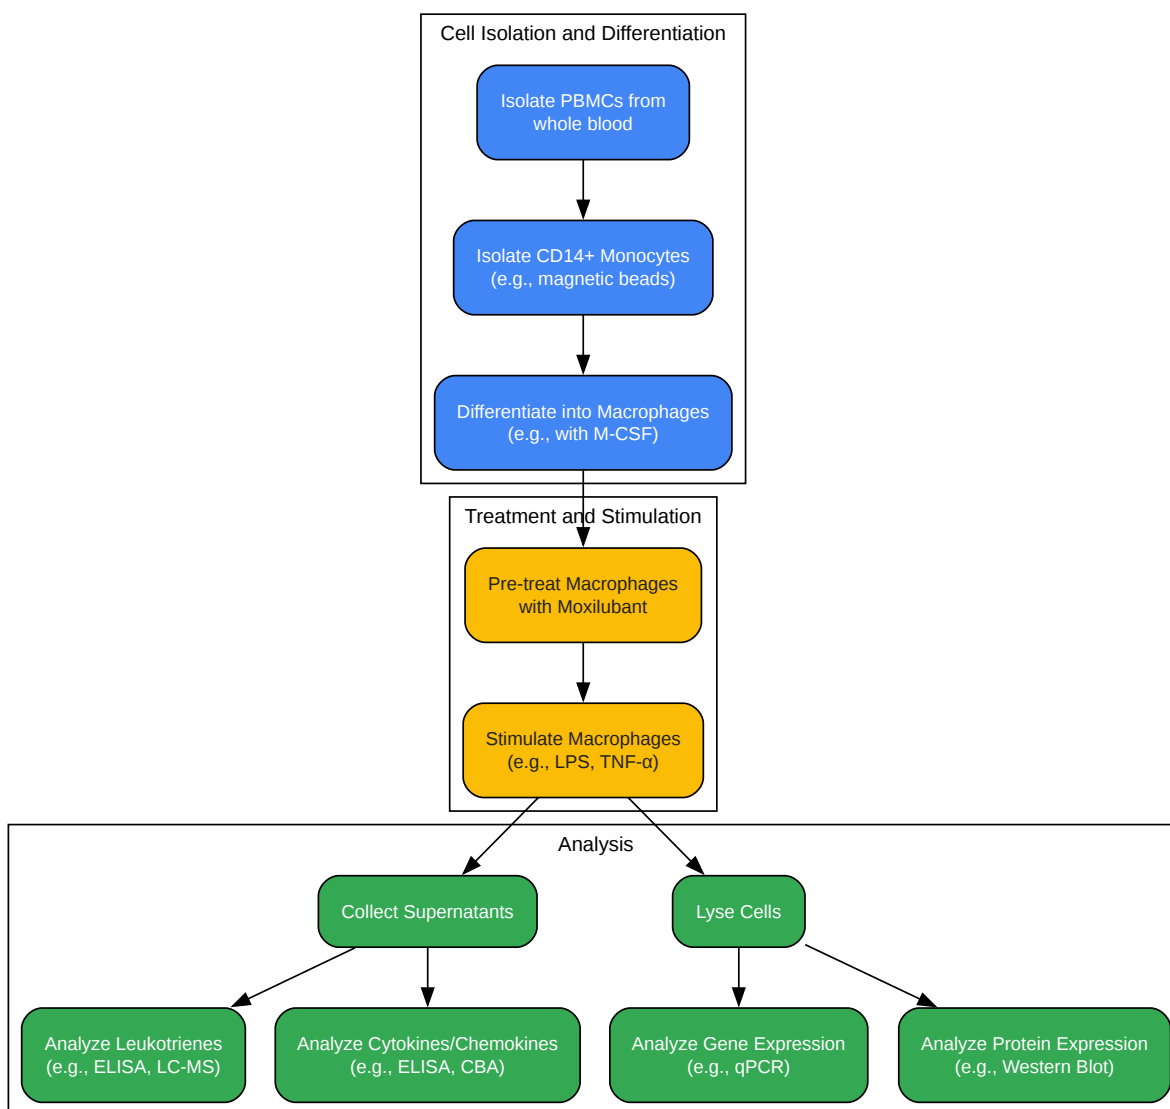 Cell Isolation and Differentiation
Isolate PBMCs from
whole blood
Isolate CD14+ Monocytes
(e.g., magnetic beads)
Differentiate into Macrophages
(e.g., with M-CSF)
Treatment and Stimulation
Pre-treat Macrophages
with Moxilubant
Stimulate Macrophages
(e.g., LPS, TNF-α)
Analysis
Collect Supernatants
Lyse Cells
Analyze Leukotrienes
(e.g., ELISA, LC-MS)
Analyze Cytokines/Chemokines
(e.g., ELISA, CBA)
Analyze Gene Expression
(e.g., qPCR)
Analyze Protein Expression
(e.g., Western Blot)